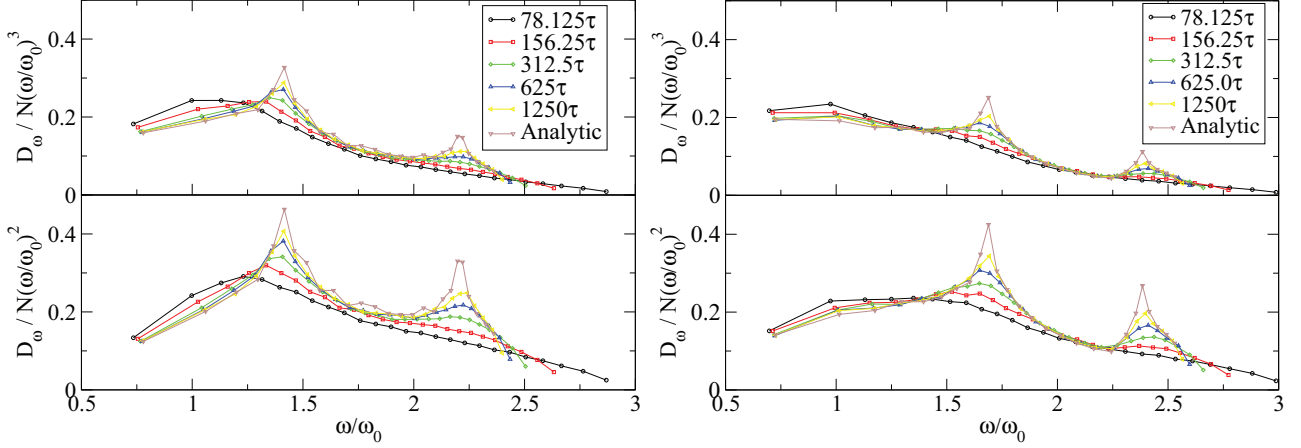 0.4
0.2
0
D_ω / N(ω/ω_0)^3
78.125τ
156.25τ
312.5τ
625τ
1250τ
Analytic
0.4
0.2
0
D_ω / N(ω/ω_0)^2
0.5 1 1.5 2 2.5 3
ω/ω_0
0.4
0.2
0
D_ω / N(ω/ω_0)^3
78.125τ
156.25τ
312.5τ
625.0τ
1250τ
Analytic
0.4
0.2
0
D_ω / N(ω/ω_0)^2
0.5 1 1.5 2 2.5 3
ω/ω_0